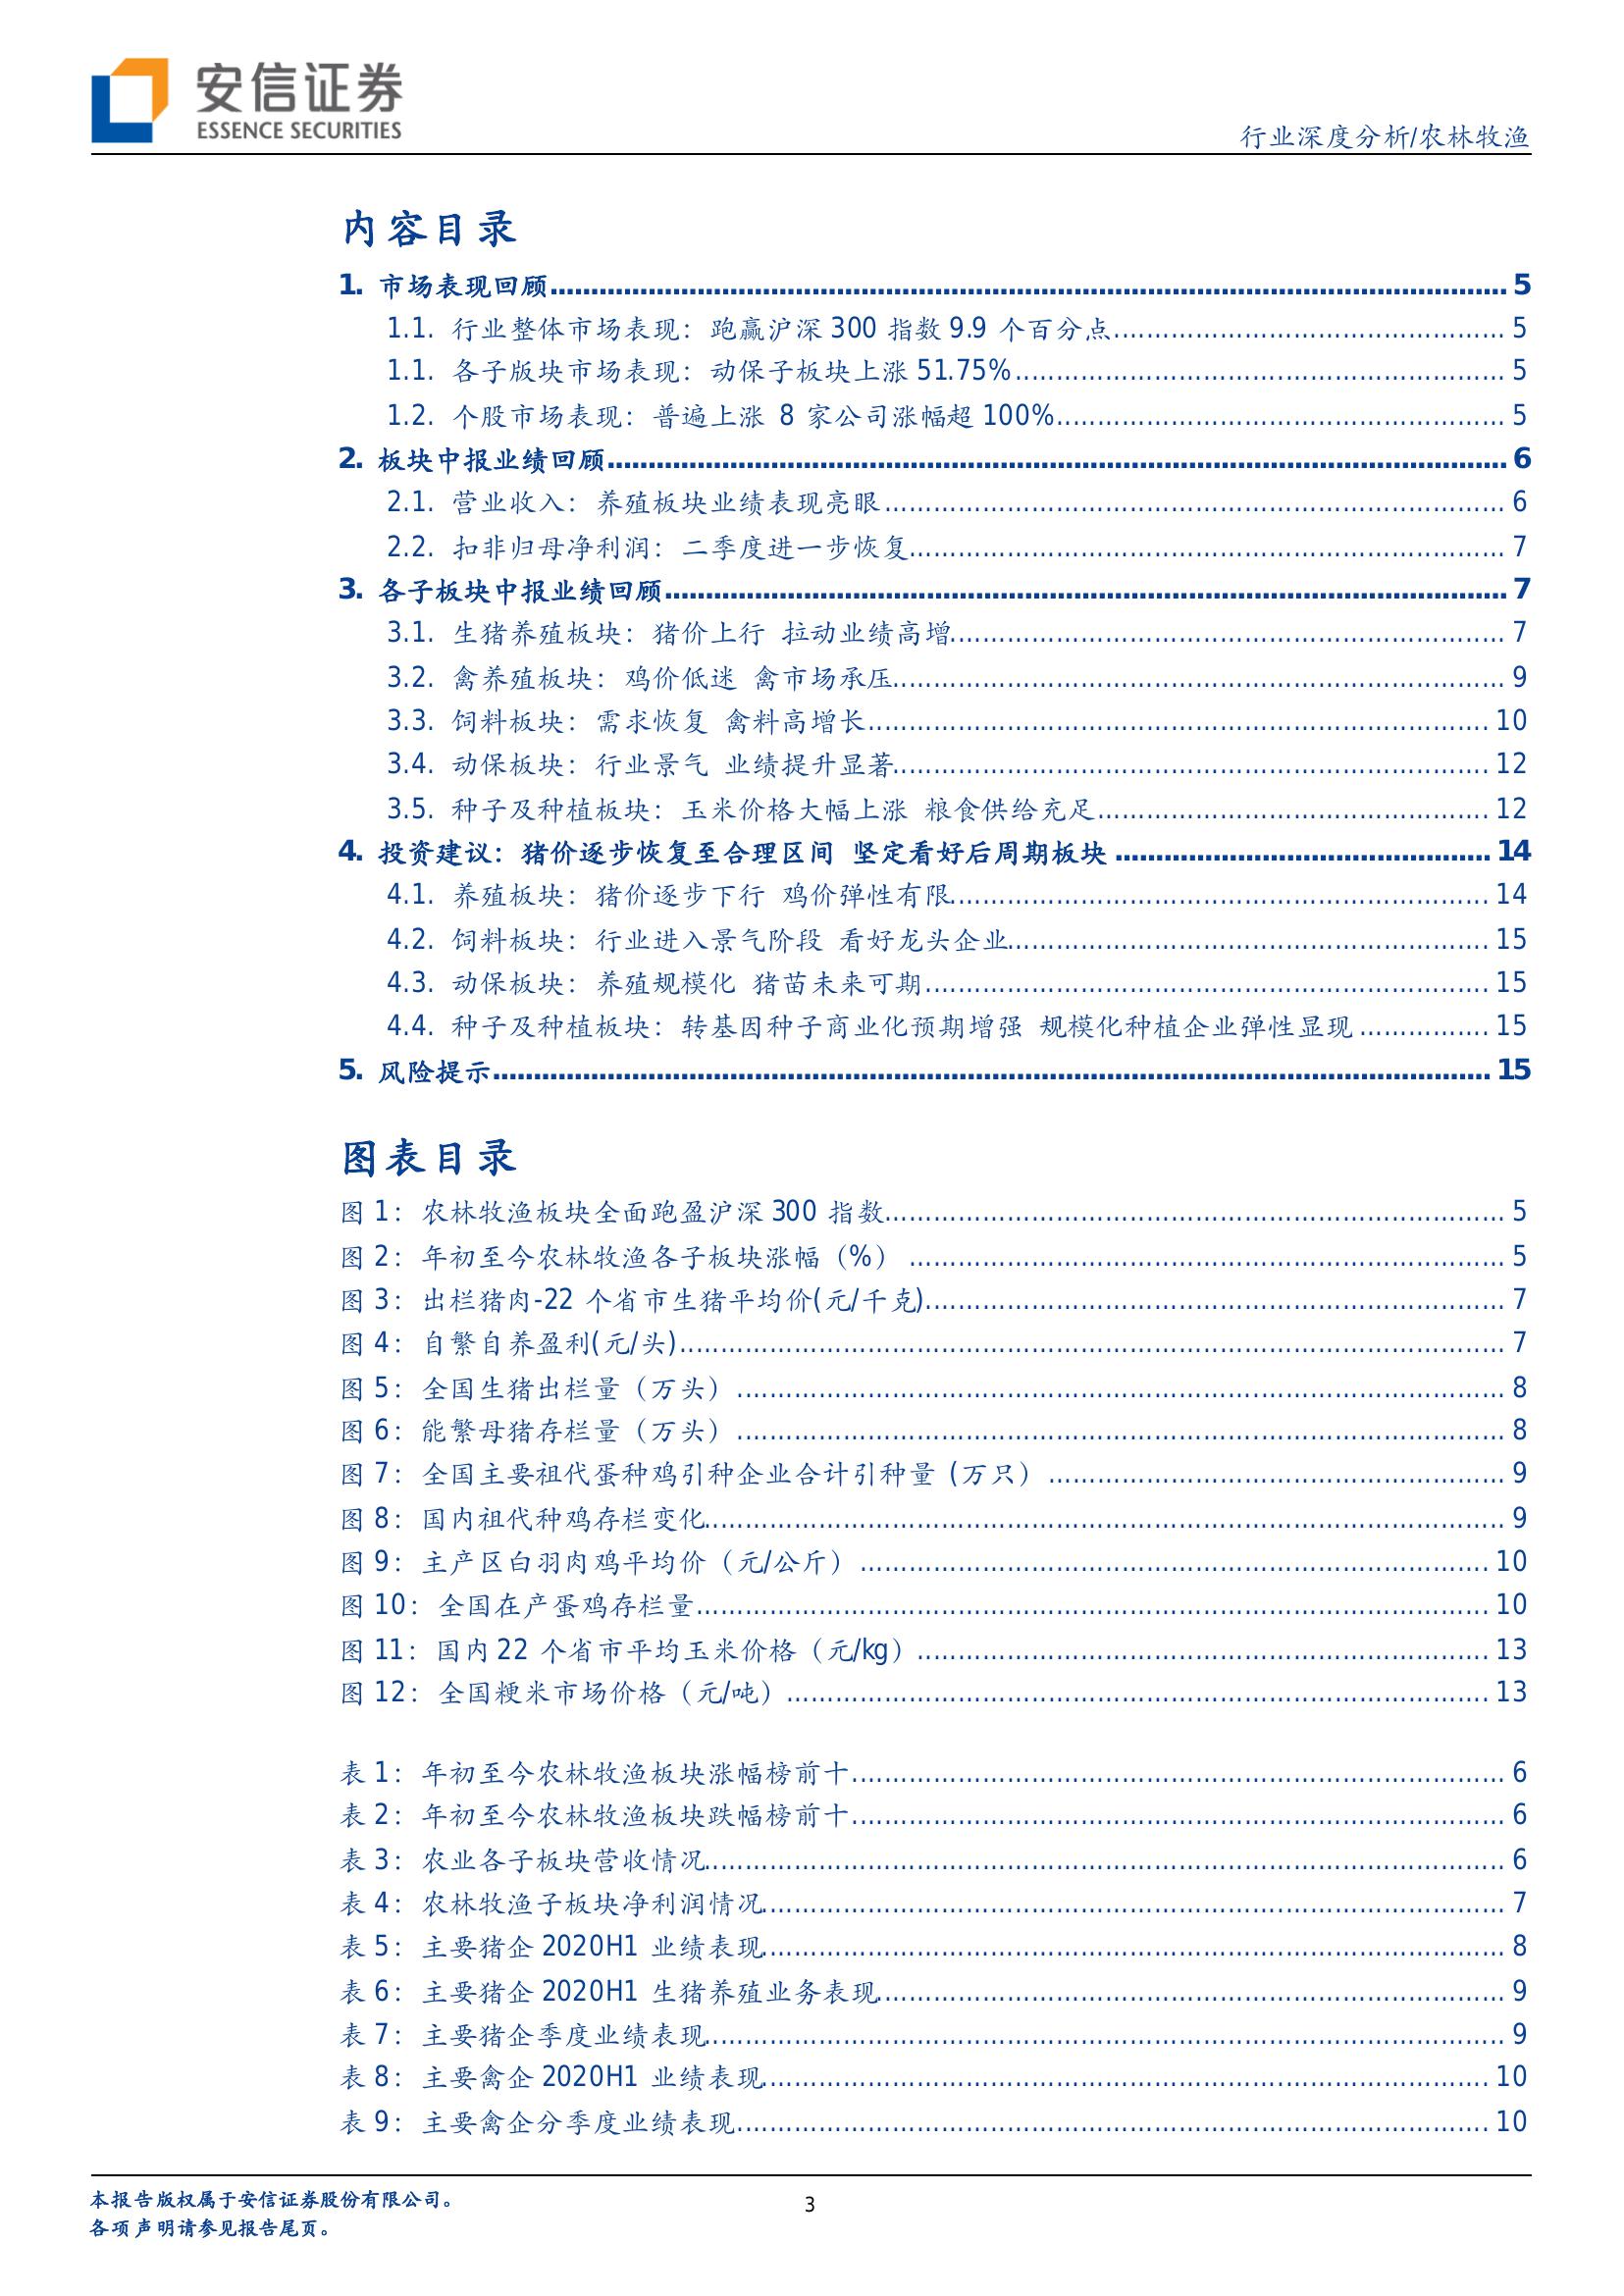 安信证券
ESSENCE SECURITIES
行业深度分析/农林牧渔
内容目录
1. 市场表现回顾 5
1.1. 行业整体市场表现：跑赢沪深 300 指数 9.9 个百分点 5
1.1. 各子版块市场表现：动保子板块上涨 51.75% 5
1.2. 个股市场表现：普遍上涨 8 家公司涨幅超 100% 5
2. 板块中报业绩回顾 6
2.1. 营业收入：养殖板块业绩表现亮眼 6
2.2. 扣非归母净利润：二季度进一步恢复 7
3. 各子板块中报业绩回顾 7
3.1. 生猪养殖板块：猪价上行 拉动业绩高增 7
3.2. 禽养殖板块：鸡价低迷 禽市场承压 9
3.3. 饲料板块：需求恢复 禽料高增长 10
3.4. 动保板块：行业景气 业绩提升显著 12
3.5. 种子及种植板块：玉米价格大幅上涨 粮食供给充足 12
4. 投资建议：猪价逐步恢复至合理区间 坚定看好后周期板块 14
4.1. 养殖板块：猪价逐步下行 鸡价弹性有限 14
4.2. 饲料板块：行业进入景气阶段 看好龙头企业 15
4.3. 动保板块：养殖规模化 猪苗未来可期 15
4.4. 种子及种植板块：转基因种子商业化预期增强 规模化种植企业弹性显现 15
5. 风险提示 15
图表目录
图 1：农林牧渔板块全面跑盈沪深 300 指数 5
图 2：年初至今农林牧渔各子板块涨幅（%） 5
图 3：出栏猪肉-22 个省市生猪平均价(元/千克) 7
图 4：自繁自养盈利(元/头) 7
图 5：全国生猪出栏量（万头） 8
图 6：能繁母猪存栏量（万头） 8
图 7：全国主要祖代蛋种鸡引种企业合计引种量（万只） 9
图 8：国内祖代种鸡存栏变化 9
图 9：主产区白羽肉鸡平均价（元/公斤） 10
图 10：全国在产蛋鸡存栏量 10
图 11：国内 22 个省市平均玉米价格（元/kg） 13
图 12：全国粳米市场价格（元/吨） 13
表 1：年初至今农林牧渔板块涨幅榜前十 6
表 2：年初至今农林牧渔板块跌幅榜前十 6
表 3：农业各子板块营收情况 6
表 4：农林牧渔子板块净利润情况 7
表 5：主要猪企 2020H1 业绩表现 8
表 6：主要猪企 2020H1 生猪养殖业务表现 9
表 7：主要猪企季度业绩表现 9
表 8：主要禽企 2020H1 业绩表现 10
表 9：主要禽企分季度业绩表现 10
本报告版权属于安信证券股份有限公司。
各项声明请参见报告尾页。
3